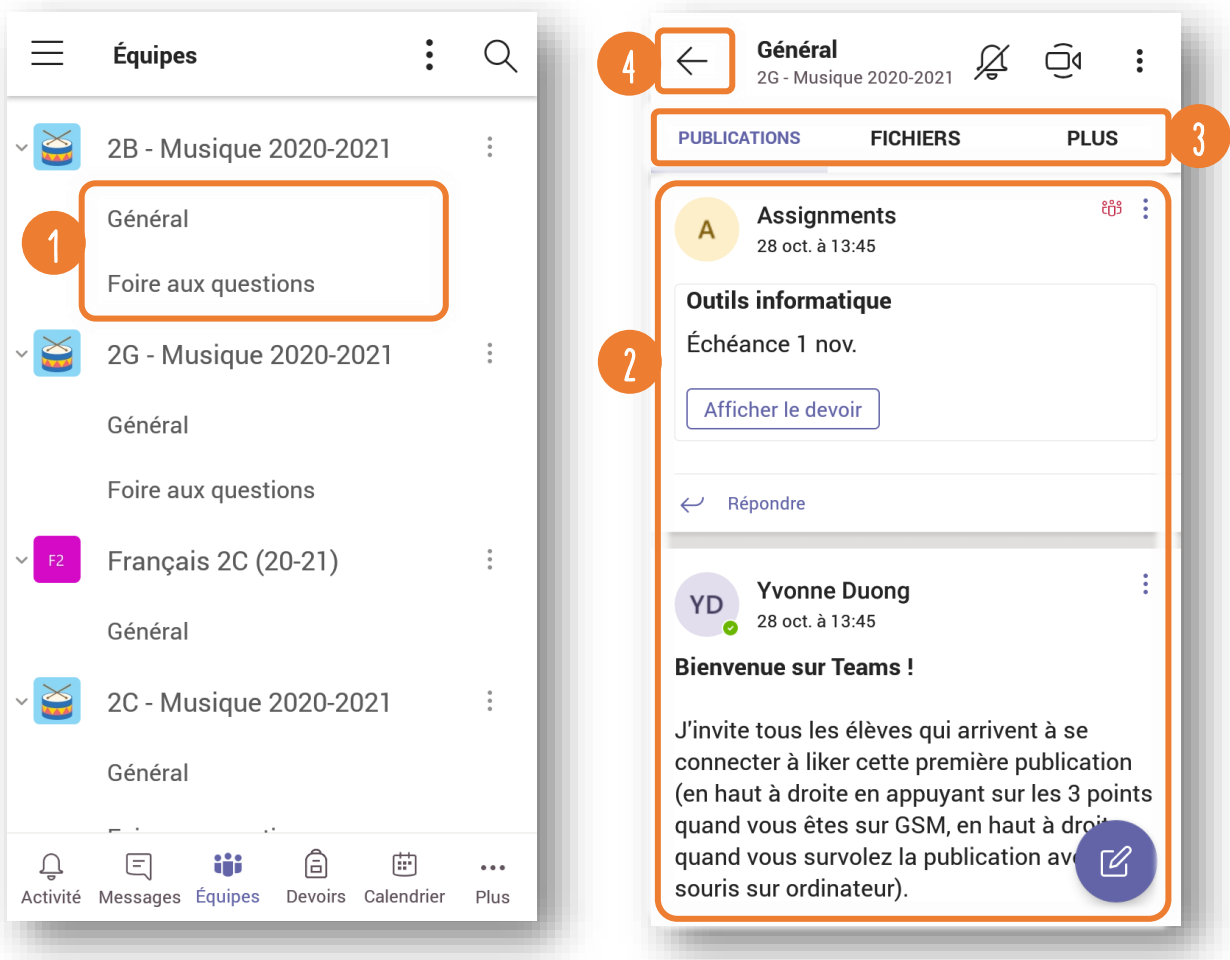 Équipes
2B - Musique 2020-2021
Général
1
Foire aux questions
2G - Musique 2020-2021
Général
Foire aux questions
F2
Français 2C (20-21)
Général
2C - Musique 2020-2021
Général
Activité
Messages
Équipes
Devoirs
Calendrier
Plus
4
Général
2G - Musique 2020-2021
PUBLICATIONS
FICHIERS
PLUS
3
A
Assignments
28 oct. à 13:45
Outils informatique
Échéance 1 nov.
2
Afficher le devoir
Répondre
YD
Yvonne Duong
28 oct. à 13:45
Bienvenue sur Teams !
J'invite tous les élèves qui arrivent à se
connecter à liker cette première publication
(en haut à droite en appuyant sur les 3 points
quand vous êtes sur GSM, en haut à
quand vous survolez la publication
souris sur ordinateur).